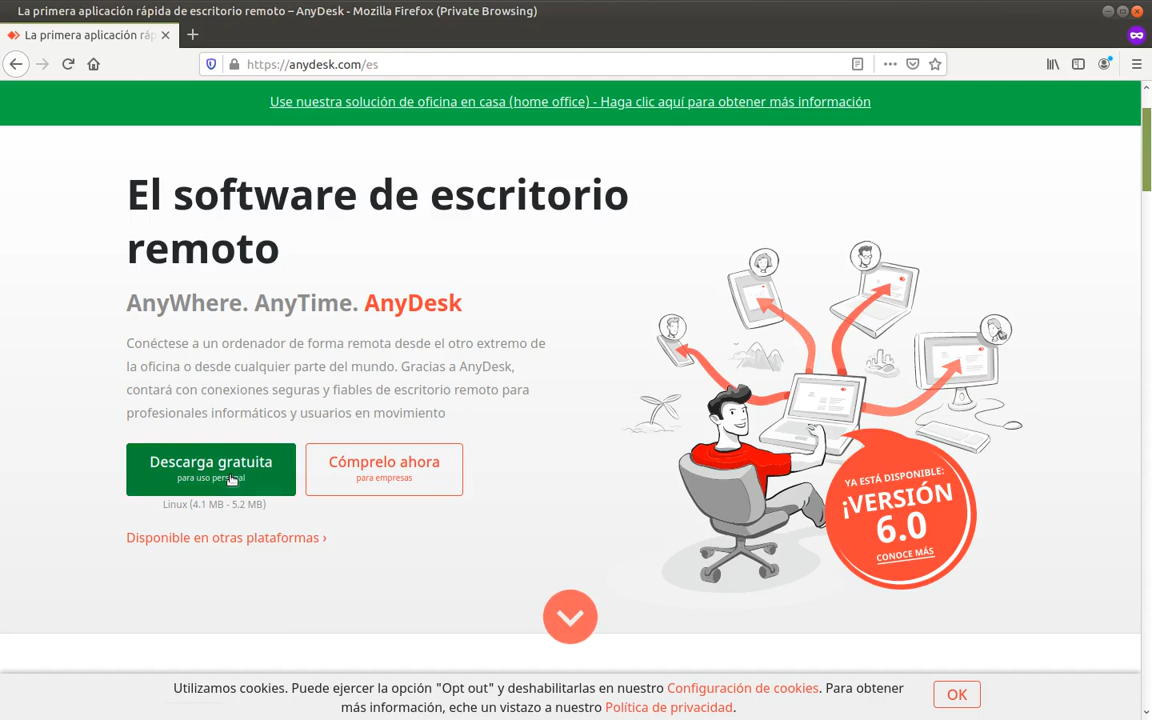 La primera aplicación rápida de escritorio remoto – AnyDesk - Mozilla Firefox (Private Browsing)
La primera aplicación ráp
https://anydesk.com/es
Use nuestra solución de oficina en casa (home office) - Haga clic aquí para obtener más información
El software de escritorio
remoto
AnyWhere. AnyTime. AnyDesk
Conéctese a un ordenador de forma remota desde el otro extremo de
la oficina o desde cualquier parte del mundo. Gracias a AnyDesk,
contará con conexiones seguras y fiables de escritorio remoto para
profesionales informáticos y usuarios en movimiento
Descarga gratuita
para uso personal
Cómprelo ahora
para empresas
Linux (4.1 MB - 5.2 MB)
Disponible en otras plataformas ›
YA ESTÁ DISPONIBLE:
¡VERSIÓN
6.0
CONOCE MÁS
Utilizamos cookies. Puede ejercer la opción "Opt out" y deshabilitarlas en nuestro Configuración de cookies. Para obtener
más información, eche un vistazo a nuestro Política de privacidad.
OK